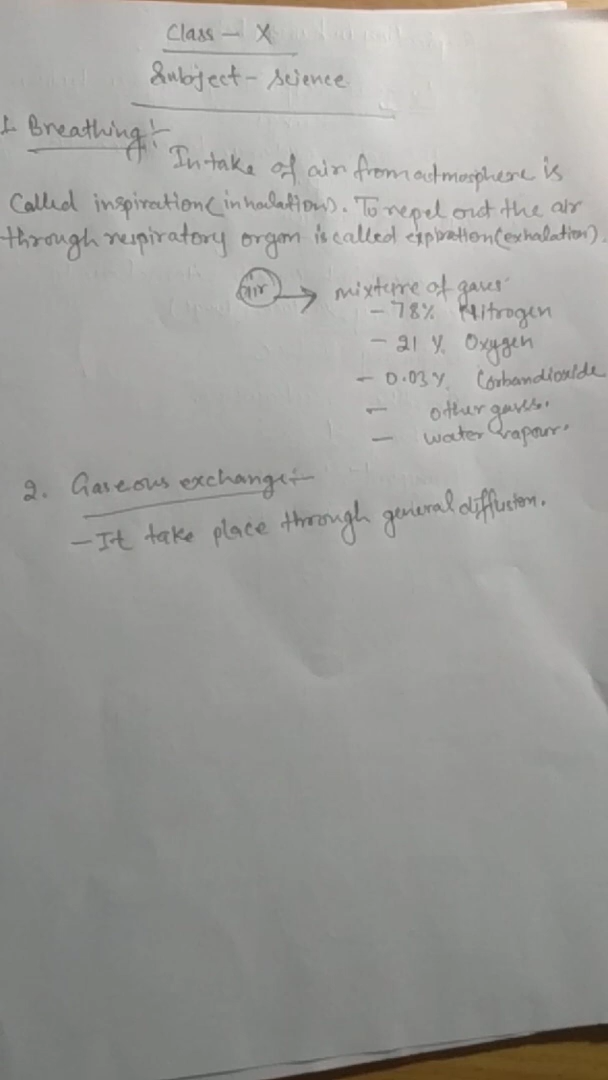 Class - X
Subject - Science
1. Breathing :-
Intake of air from atmosphere is
Called inspiration (inhalation). To repel out the air
through respiratory organ is called expiration (exhalation).
air → mixture of gases
- 78% Nitrogen
- 21% Oxygen
- 0.03% Carbandioxide
- other gases.
- water vapour.
2. Gaseous exchange :-
- It take place through general diffusion.